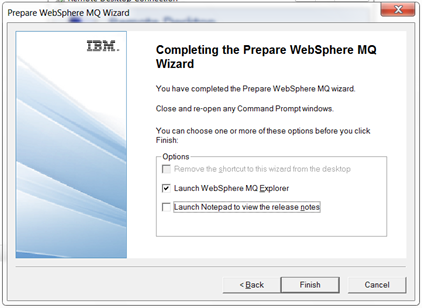 Prepare WebSphere MQ Wizard
IBM.
Completing the Prepare WebSphere MQ
Wizard
You have completed the Prepare WebSphere MQ wizard.
Close and re-open any Command Prompt windows.
You can choose one or more of these options before you click
Finish:
Options
Remove the shortcut to this wizard from the desktop
Launch WebSphere MQ Explorer
Launch Notepad to view the release notes
< Back
Finish
Cancel